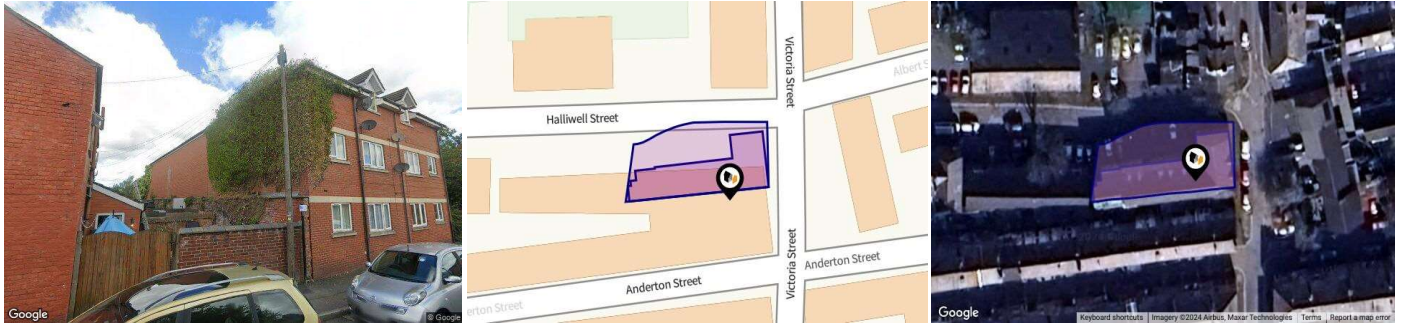 Google
© Google
Victoria Street
Halliwell Street
Albert S
Victoria Street
Anderton Street
Anderton Street
erton Street
Google
Keyboard shortcuts
Imagery ©2024 Airbus, Maxar Technologies
Terms
Report a map error